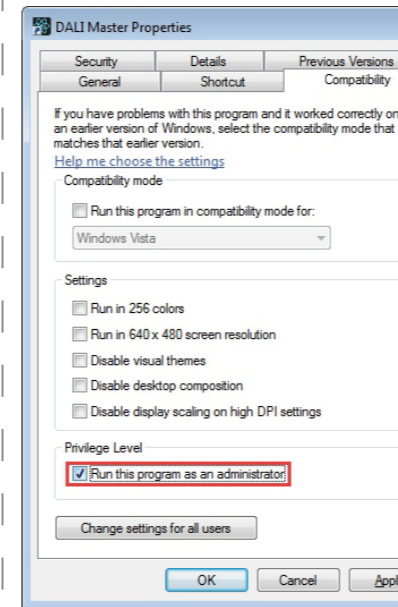 DALI Master Properties
Security Details Previous Versions
General Shortcut Compatibility
If you have problems with this program and it worked correctly on
an earlier version of Windows, select the compatibility mode that
matches that earlier version.
Help me choose the settings
Compatibility mode
Run this program in compatibility mode for:
Windows Vista
Settings
Run in 256 colors
Run in 640 x 480 screen resolution
Disable visual themes
Disable desktop composition
Disable display scaling on high DPI settings
Privilege Level
Run this program as an administrator
Change settings for all users
OK Cancel Appl